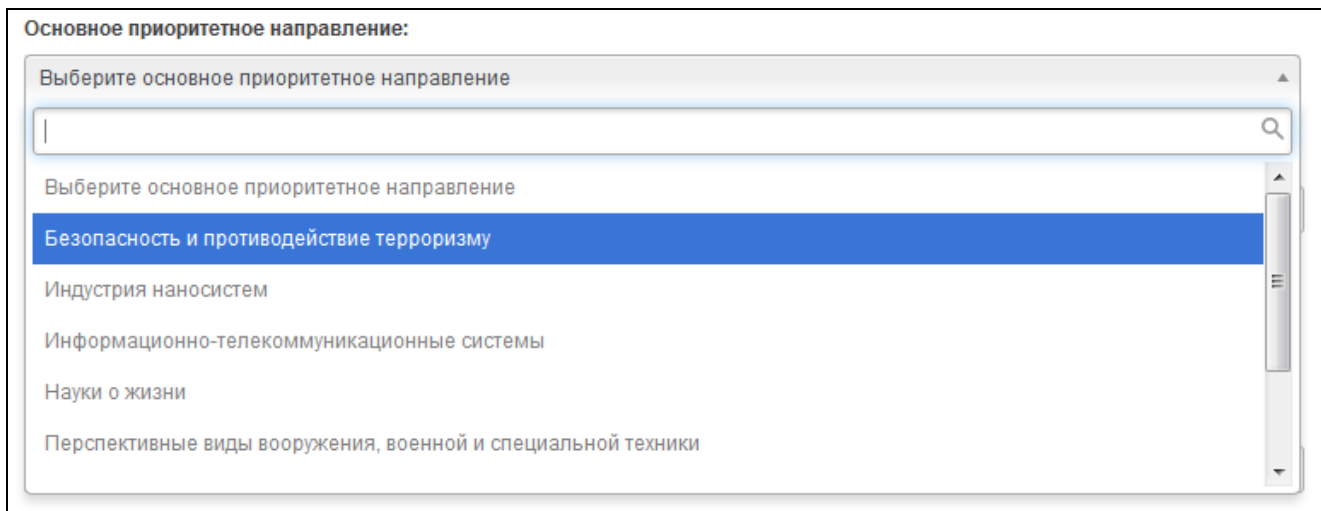 Основное приоритетное направление:
Выберите основное приоритетное направление
Выберите основное приоритетное направление
Безопасность и противодействие терроризму
Индустрия наносистем
Информационно-телекоммуникационные системы
Науки о жизни
Перспективные виды вооружения, военной и специальной техники